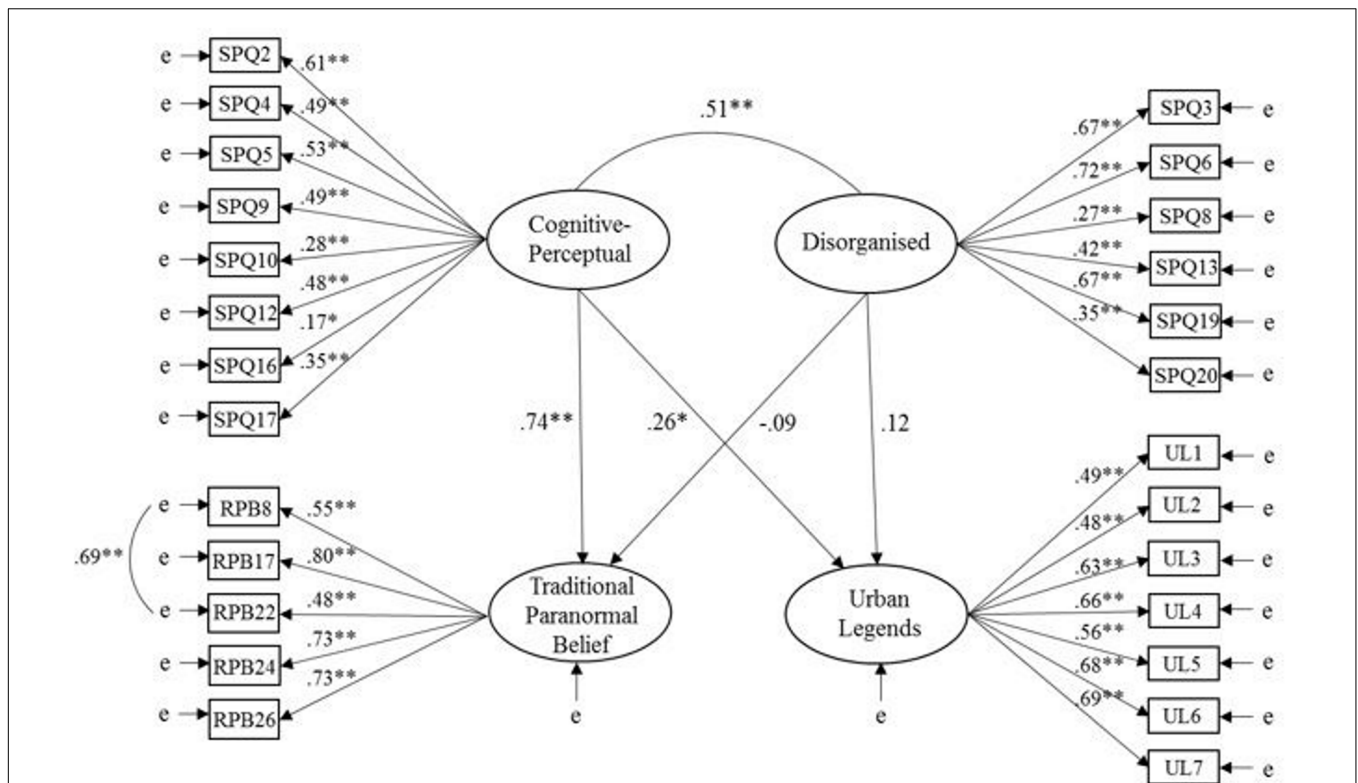 e SPQ2 .61**
e SPQ4 .49**
e SPQ5 .53**
e SPQ9 .49**
e SPQ10 .28**
e SPQ12 .48**
e SPQ16 .17*
e SPQ17 .35**
.51**
Cognitive-
Perceptual
Disorganised
.67** SPQ3 e
.72** SPQ6 e
.27** SPQ8 e
.42** SPQ13 e
.67** SPQ19 e
.35** SPQ20 e
.74** .26* -.09 .12
.69**
e RPB8 .55**
e RPB17 .80**
e RPB22 .48**
e RPB24 .73**
e RPB26 .73**
Traditional
Paranormal
Belief
e
Urban
Legends
e
.49** UL1 e
.48** UL2 e
.63** UL3 e
.66** UL4 e
.56** UL5 e
.68** UL6 e
.69** UL7 e